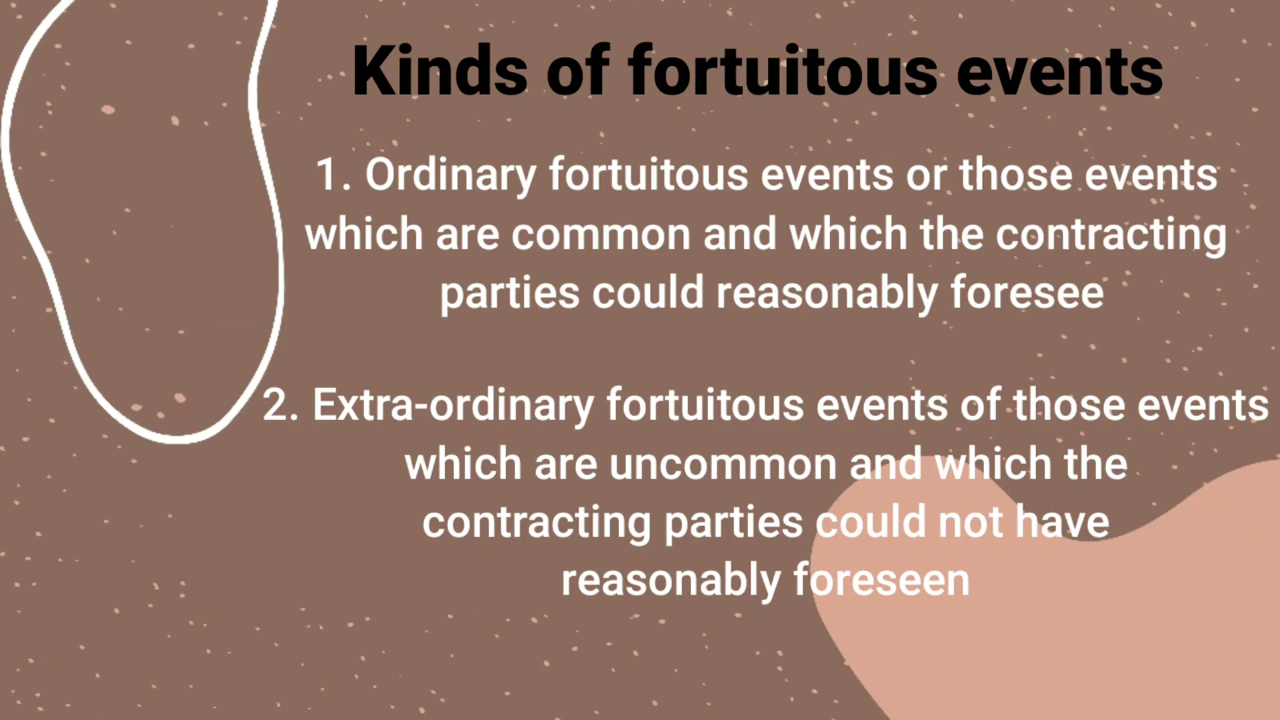 Kinds of fortuitous events
1. Ordinary fortuitous events or those events
which are common and which the contracting
parties could reasonably foresee
2. Extra-ordinary fortuitous events of those events
which are uncommon and which the
contracting parties could not have
reasonably foreseen